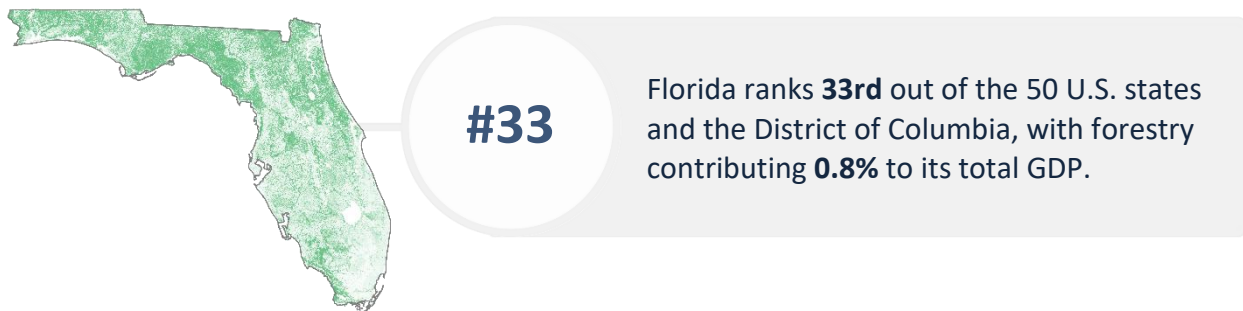 #33
Florida ranks 33rd out of the 50 U.S. states
and the District of Columbia, with forestry
contributing 0.8% to its total GDP.